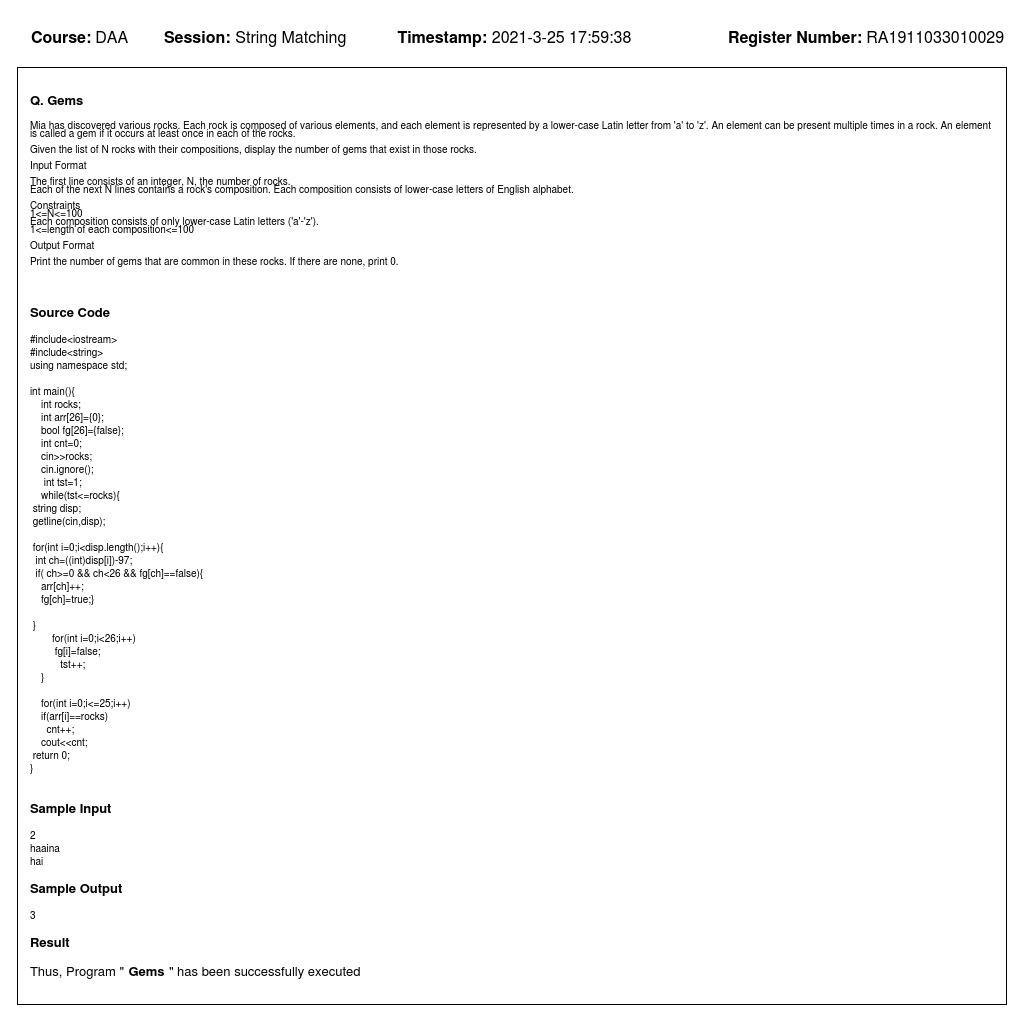 Course: DAA Session: String Matching Timestamp: 2021-3-25 17:59:38 Register Number: RA1911033010029
Q. Gems
Mia has discovered various rocks. Each rock is composed of various elements, and each element is represented by a lower-case Latin letter from 'a' to 'z'. An element can be present multiple times in a rock. An element
is called a gem if it occurs at least once in each of the rocks.
Given the list of N rocks with their compositions, display the number of gems that exist in those rocks.
Input Format
The first line consists of an integer, N, the number of rocks.
Each of the next N lines contains a rock's composition. Each composition consists of lower-case letters of English alphabet.
Constraints
1<=N<=100
Each composition consists of only lower-case Latin letters ('a'-'z').
1<=length of each composition<=100
Output Format
Print the number of gems that are common in these rocks. If there are none, print 0.
Source Code
#include<iostream>
#include<string>
using namespace std;
int main(){
int rocks;
int arr[26]={0};
bool fg[26]={false};
int cnt=0;
cin>>rocks;
cin.ignore();
int tst=1;
while(tst<=rocks){
string disp;
getline(cin,disp);
for(int i=0;i<disp.length();i++){
int ch=((int)disp[i])-97;
if( ch>=0 && ch<26 && fg[ch]==false){
arr[ch]++;
fg[ch]=true;}
}
for(int i=0;i<26;i++)
fg[i]=false;
tst++;
}
for(int i=0;i<=25;i++)
if(arr[i]==rocks)
cnt++;
cout<<cnt;
return 0;
}
Sample Input
2
haaina
hai
Sample Output
3
Result
Thus, Program " Gems " has been successfully executed